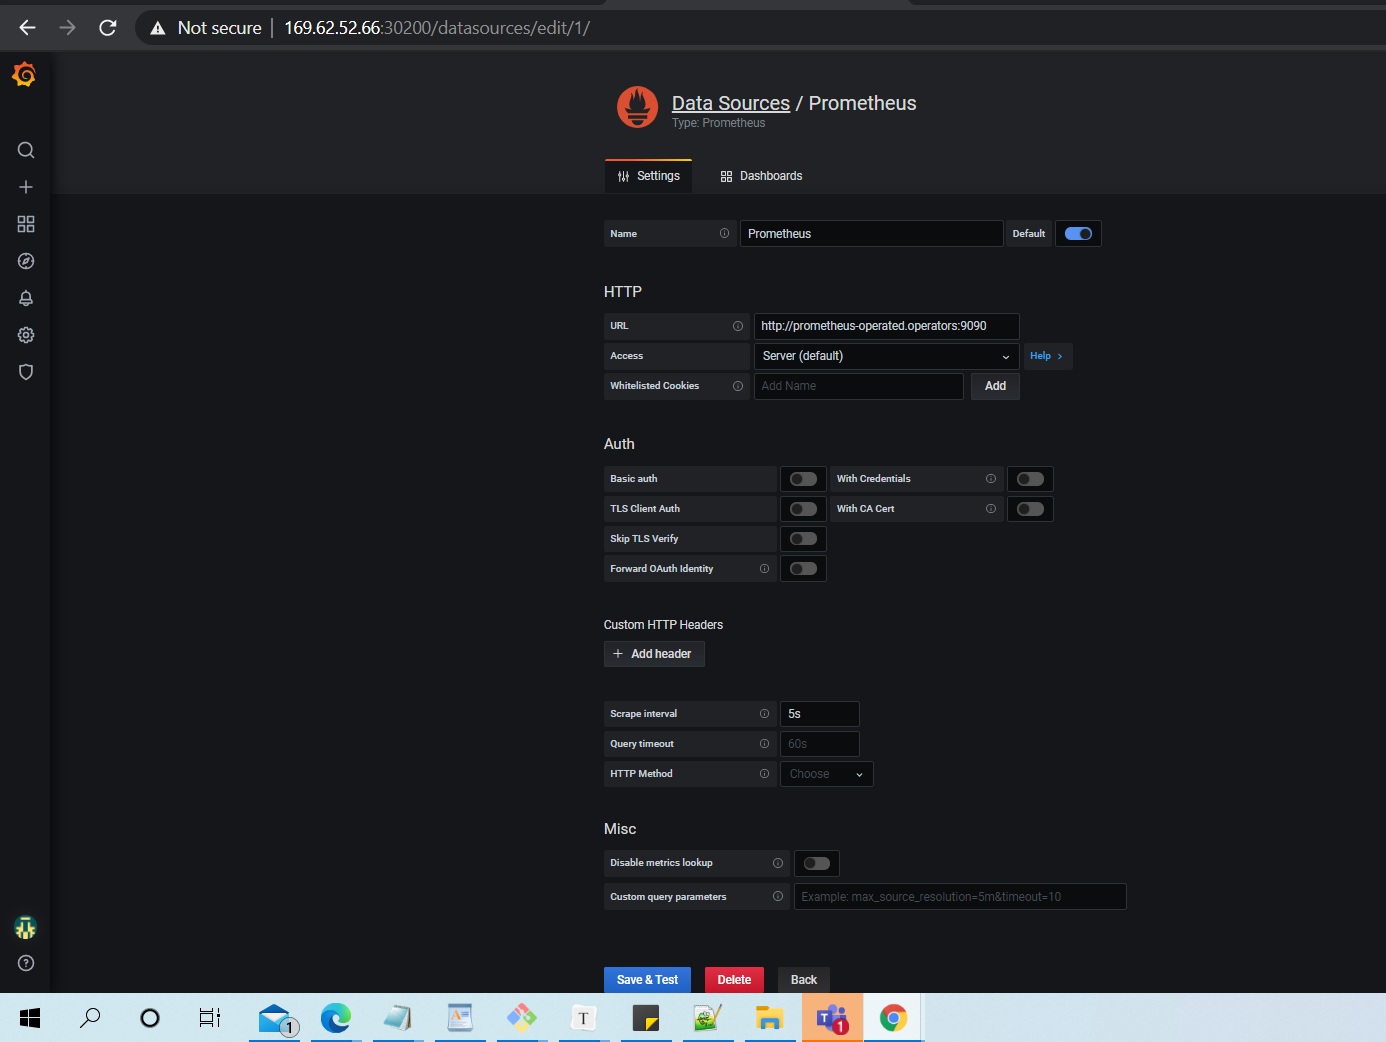 Not secure | 169.62.52.66:30200/datasources/edit/1/
Data Sources / Prometheus
Type: Prometheus
Settings Dashboards
Name Prometheus Default
HTTP
URL http://prometheus-operated.operators:9090
Access Server (default) Help >
Whitelisted Cookies Add Name Add
Auth
Basic auth With Credentials
TLS Client Auth With CA Cert
Skip TLS Verify
Forward OAuth Identity
Custom HTTP Headers
+ Add header
Scrape interval 5s
Query timeout 60s
HTTP Method Choose
Misc
Disable metrics lookup
Custom query parameters Example: max_source_resolution=5m&timeout=10
Save & Test Delete Back
1 T T 1